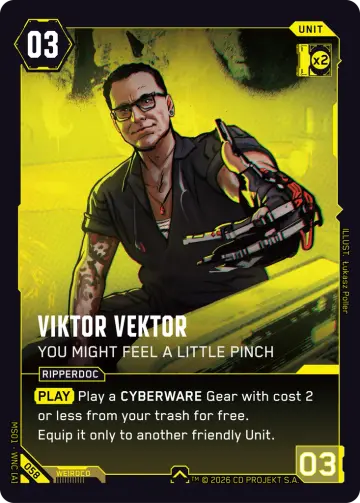 03
UNIT
x2
VIKTOR VEKTOR
YOU MIGHT FEEL A LITTLE PINCH
RIPPERDOC
PLAY Play a CYBERWARE Gear with cost 2
or less from your trash for free.
Equip it only to another friendly Unit.
03
058
WEIRDCO
© 2026 CD PROJEKT S.A.
ILLUST. Łukasz Poller